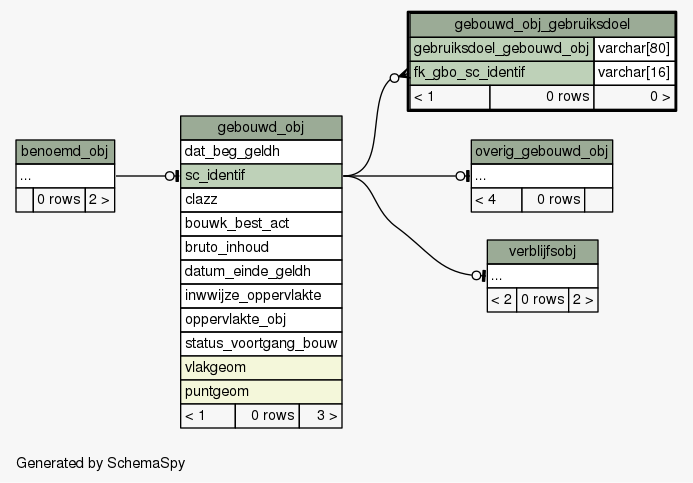 gebouwd_obj_gebruiksdoel
gebruiksdoel_gebouwd_obj varchar[80]
fk_gbo_sc_identif varchar[16]
< 1 0 rows 0 >
gebouwd_obj
dat_beg_geldh
sc_identif
clazz
bouwk_best_act
bruto_inhoud
datum_einde_geldh
inwwijze_oppervlakte
oppervlakte_obj
status_voortgang_bouw
vlakgeom
puntgeom
< 1 0 rows 3 >
benoemd_obj
...
0 rows 2 >
overig_gebouwd_obj
...
< 4 0 rows
verblijfsobj
...
< 2 0 rows 2 >
Generated by SchemaSpy